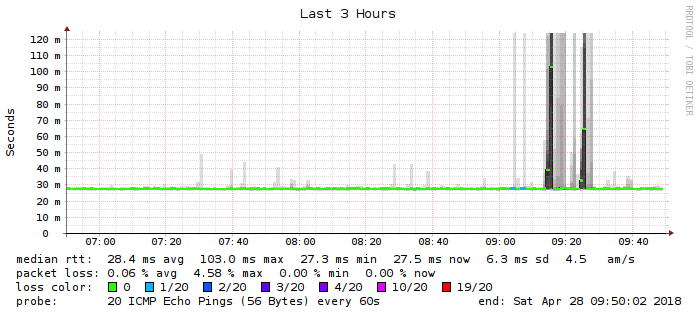 Last 3 Hours
RRDTOOL / TOBI OETIKER
Seconds
120 m
110 m
100 m
90 m
80 m
70 m
60 m
50 m
40 m
30 m
20 m
10 m
0
07:00 07:20 07:40 08:00 08:20 08:40 09:00 09:20 09:40
median rtt: 28.4 ms avg 103.0 ms max 27.3 ms min 27.5 ms now 6.3 ms sd 4.5 am/s
packet loss: 0.06 % avg 4.58 % max 0.00 % min 0.00 % now
loss color: 0 1/20 2/20 3/20 4/20 10/20 19/20
probe: 20 ICMP Echo Pings (56 Bytes) every 60s end: Sat Apr 28 09:50:02 2018